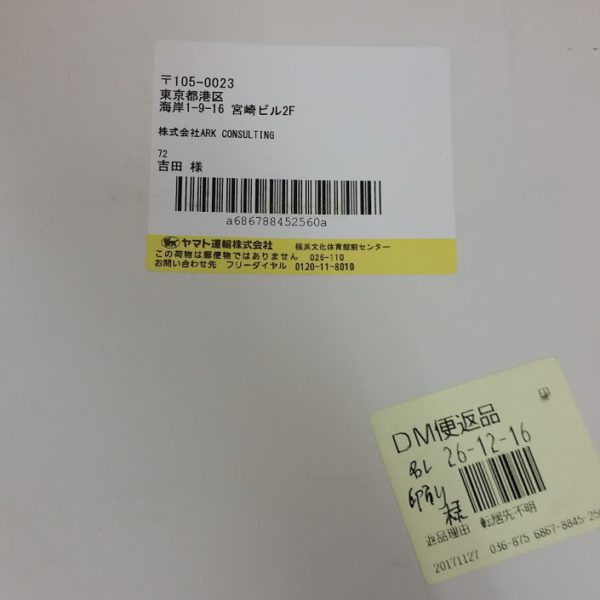 〒105-0023
東京都港区
海岸1-9-16 宮崎ビル2F
株式会社ARK CONSULTING
72
吉田 様
a686788452560a
ヤマト運輸株式会社 横浜文化体育館前センター
この荷物は郵便物ではありません 026-110
お問い合わせ先 フリーダイヤル 0120-11-8010
DM便返品
26-12-16
様
返品理由 転居先不明
20171127 036-875 6867-8845-256